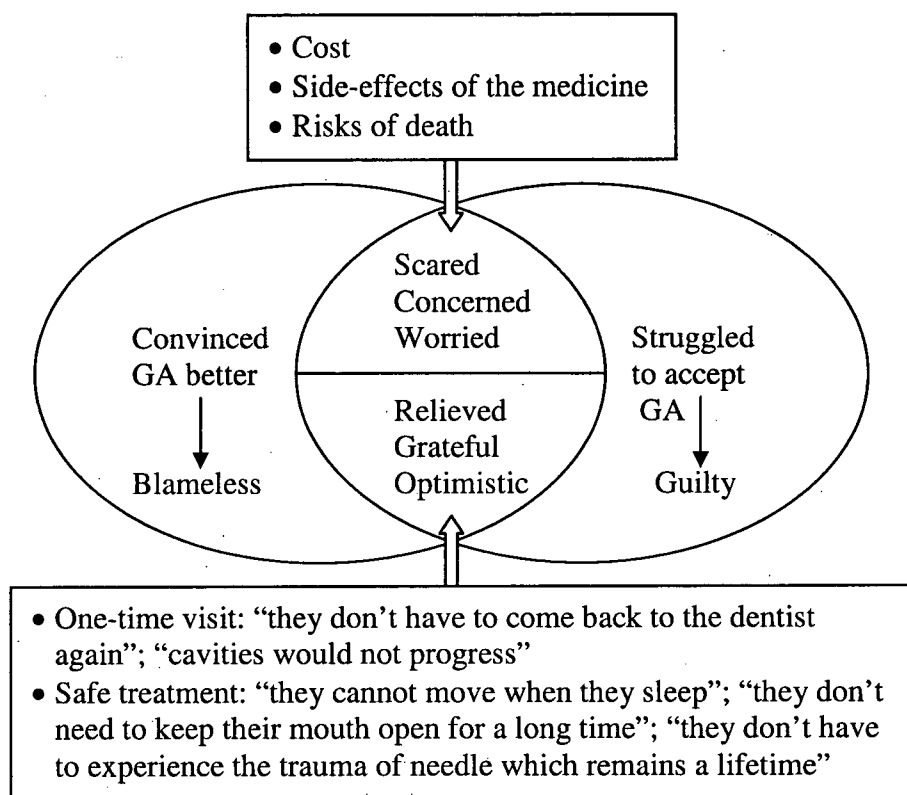 • Cost
• Side-effects of the medicine
• Risks of death
Scared
Concerned
Worried
Convinced
GA better
Blameless
Relieved
Grateful
Optimistic
Struggled
to accept
GA
Guilty
• One-time visit: “they don’t have to come back to the dentist
again”; “cavities would not progress”
• Safe treatment: “they cannot move when they sleep”; “they don’t
need to keep their mouth open for a long time”; “they don’t have
to experience the trauma of needle which remains a lifetime”